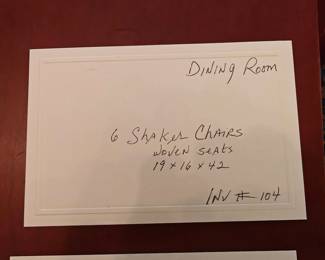 Dining Room
6 Shaker Chairs
woven seats
19 x 16 x 42
Inv # 104